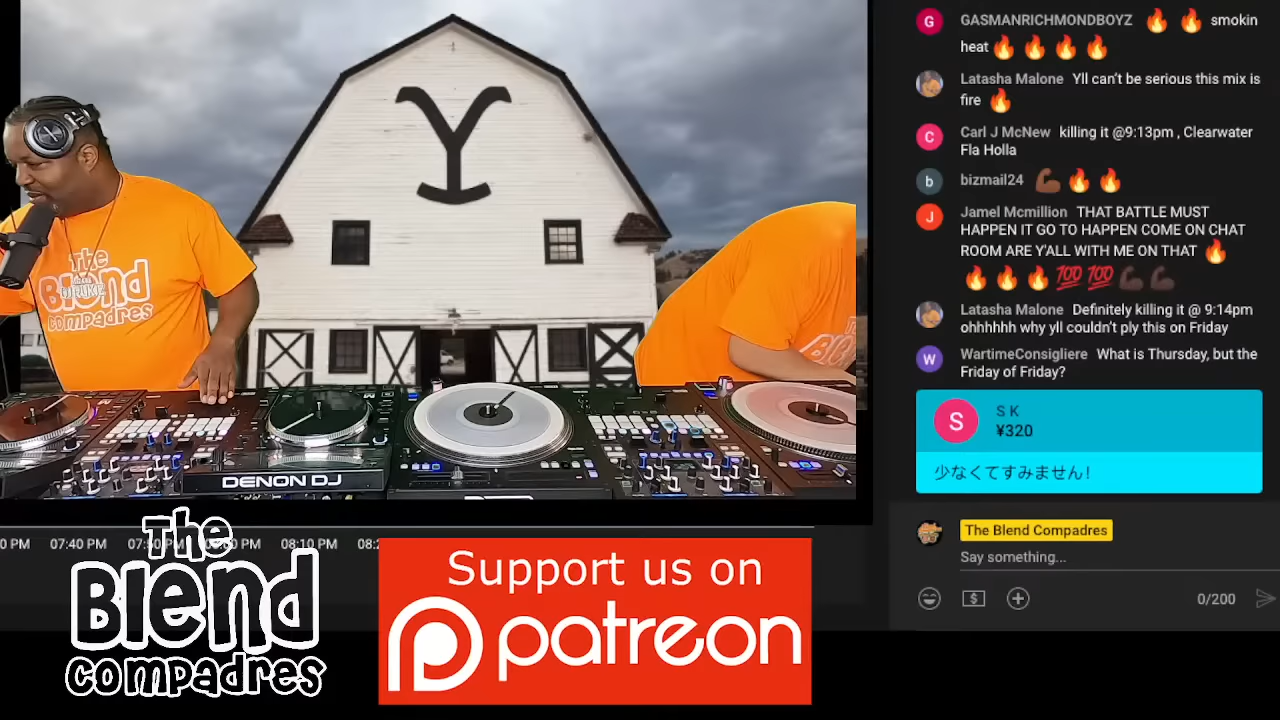 Y
The
Blend
compadres
DENON DJ
The
0 PM 07:40 PM 08:10 PM
The
Blend
compadres
Support us on
patreon
GASMANRICHMONDBOYZ 🔥 🔥 smokin
heat 🔥 🔥 🔥 🔥
Latasha Malone Yll can't be serious this mix is
fire 🔥
Carl J McNew killing it @9:13pm , Clearwater
Fla Holla
bizmail24 💪🏾 🔥 🔥
Jamel Mcmillion THAT BATTLE MUST
HAPPEN IT GO TO HAPPEN COME ON CHAT
ROOM ARE Y'ALL WITH ME ON THAT 🔥
🔥 🔥 🔥 💯 💯 💪🏿 💪🏿
Latasha Malone Definitely killing it @ 9:14pm
ohhhhhh why yll couldn't ply this on Friday
WartimeConsigliere What is Thursday, but the
Friday of Friday?
S K
¥320
少なくてすみません!
The Blend Compadres
Say something...
0/200